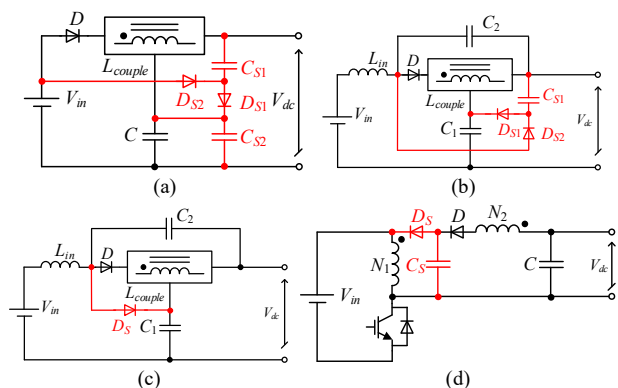 D
L_couple
C_S1
D_S2
D_S1
V_in
V_dc
C
C_S2
(a)
C_2
L_in
D
L_couple
C_S1
V_in
C_1
D_S1
D_S2
V_dc
(b)
C_2
L_in
D
L_couple
V_in
D_S
C_1
V_dc
(c)
D_S
D
N_2
N_1
C_S
C
V_in
V_dc
(d)